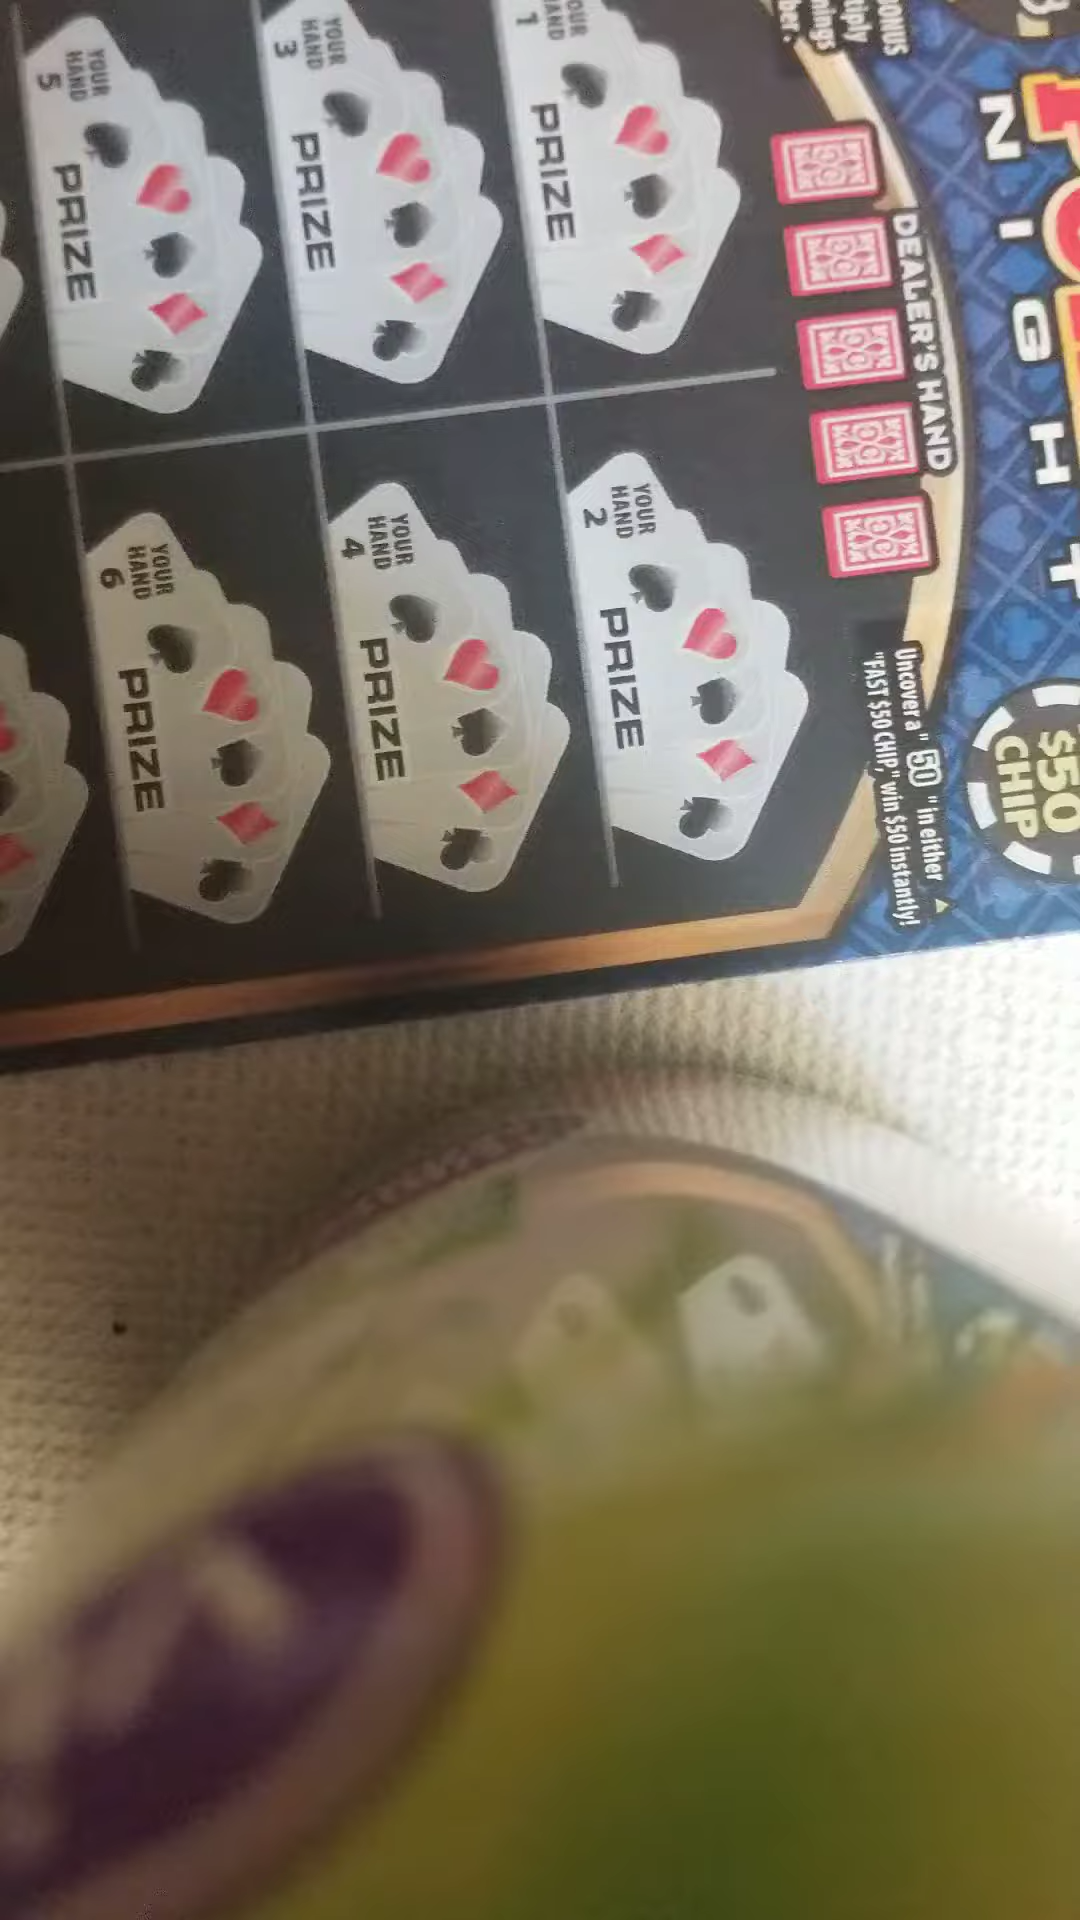 NIGHT
$50
CHIP
DEALER'S HAND
Uncover a "50" in either
"FAST $50 CHIP," win $50 instantly!
BONUS
YOUR
HAND
1
PRIZE
YOUR
HAND
2
PRIZE
YOUR
HAND
3
PRIZE
YOUR
HAND
4
PRIZE
YOUR
HAND
5
PRIZE
YOUR
HAND
6
PRIZE